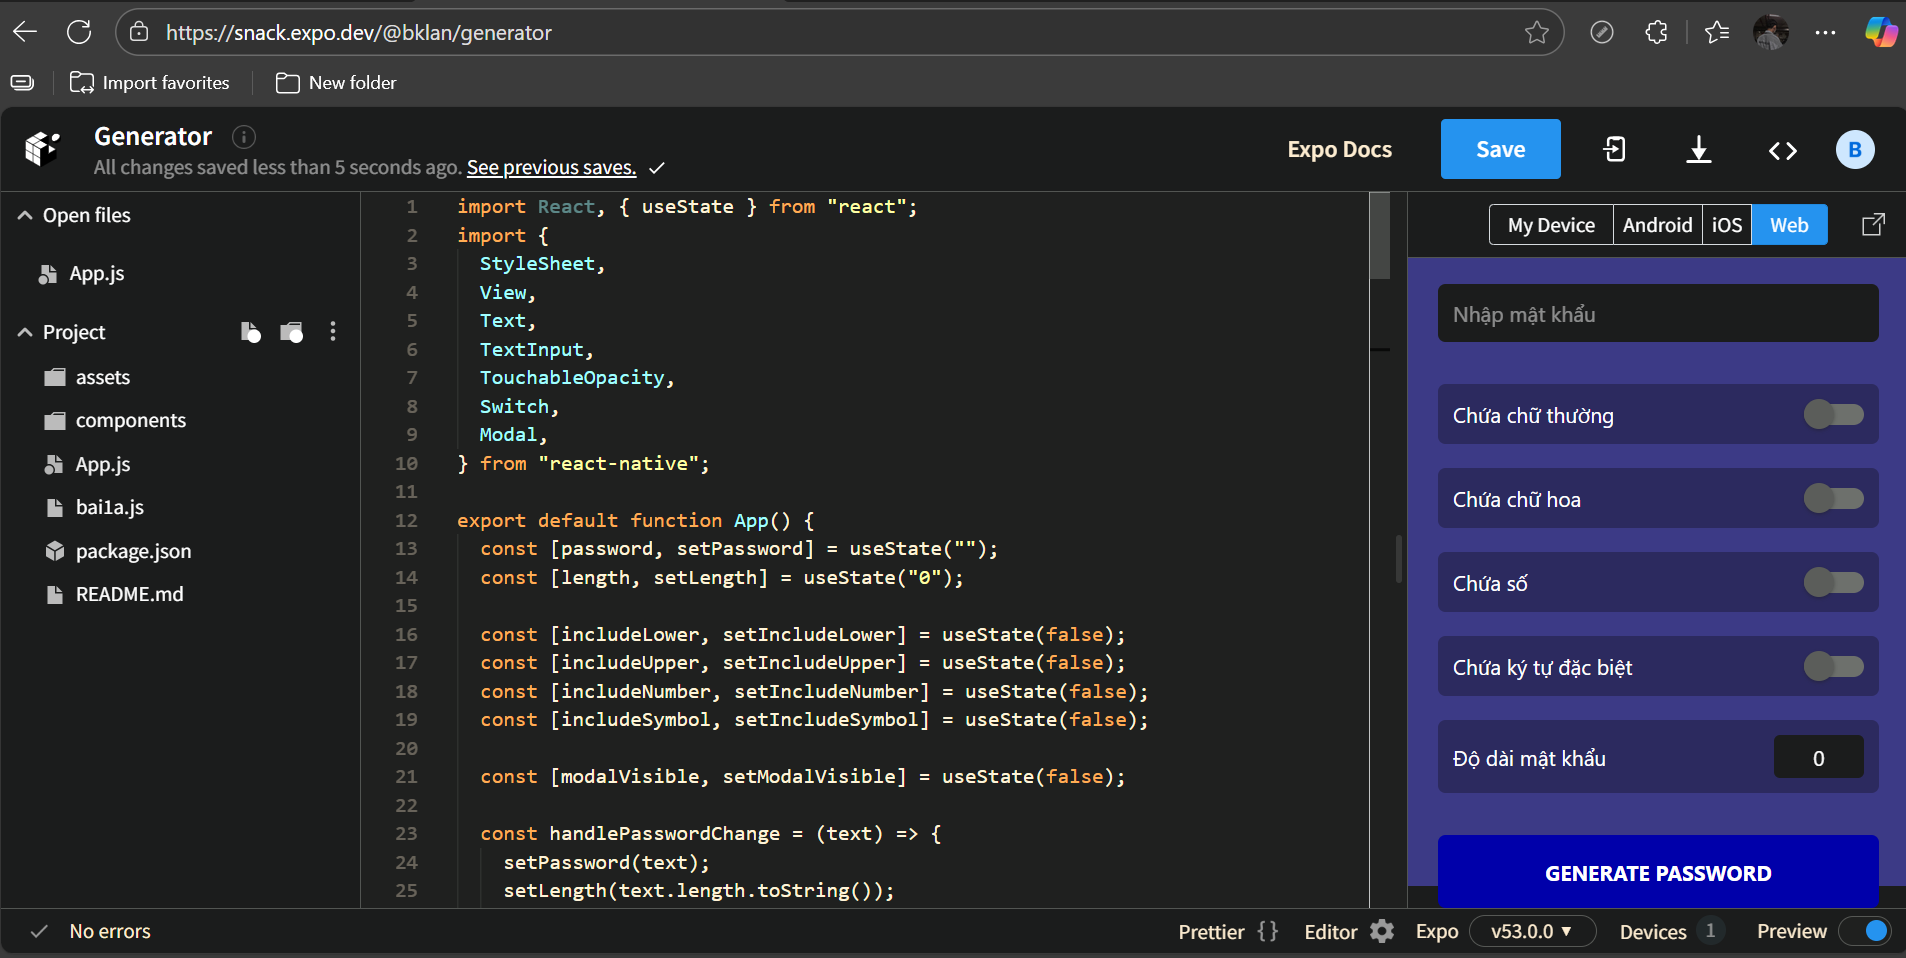 https://snack.expo.dev/@bklan/generator
Import favorites
New folder
Generator
All changes saved less than 5 seconds ago. See previous saves.
Expo Docs
Save
B
Open files
App.js
Project
assets
components
App.js
bai1a.js
package.json
README.md
1 import React, { useState } from "react";
2 import {
3 StyleSheet,
4 View,
5 Text,
6 TextInput,
7 TouchableOpacity,
8 Switch,
9 Modal,
10 } from "react-native";
11
12 export default function App() {
13 const [password, setPassword] = useState("");
14 const [length, setLength] = useState("0");
15
16 const [includeLower, setIncludeLower] = useState(false);
17 const [includeUpper, setIncludeUpper] = useState(false);
18 const [includeNumber, setIncludeNumber] = useState(false);
19 const [includeSymbol, setIncludeSymbol] = useState(false);
20
21 const [modalVisible, setModalVisible] = useState(false);
22
23 const handlePasswordChange = (text) => {
24 setPassword(text);
25 setLength(text.length.toString());
My Device Android iOS Web
Nhập mật khẩu
Chứa chữ thường
Chứa chữ hoa
Chứa số
Chứa ký tự đặc biệt
Độ dài mật khẩu 0
GENERATE PASSWORD
No errors
Prettier {} Editor Expo v53.0.0 ▼ Devices 1 Preview